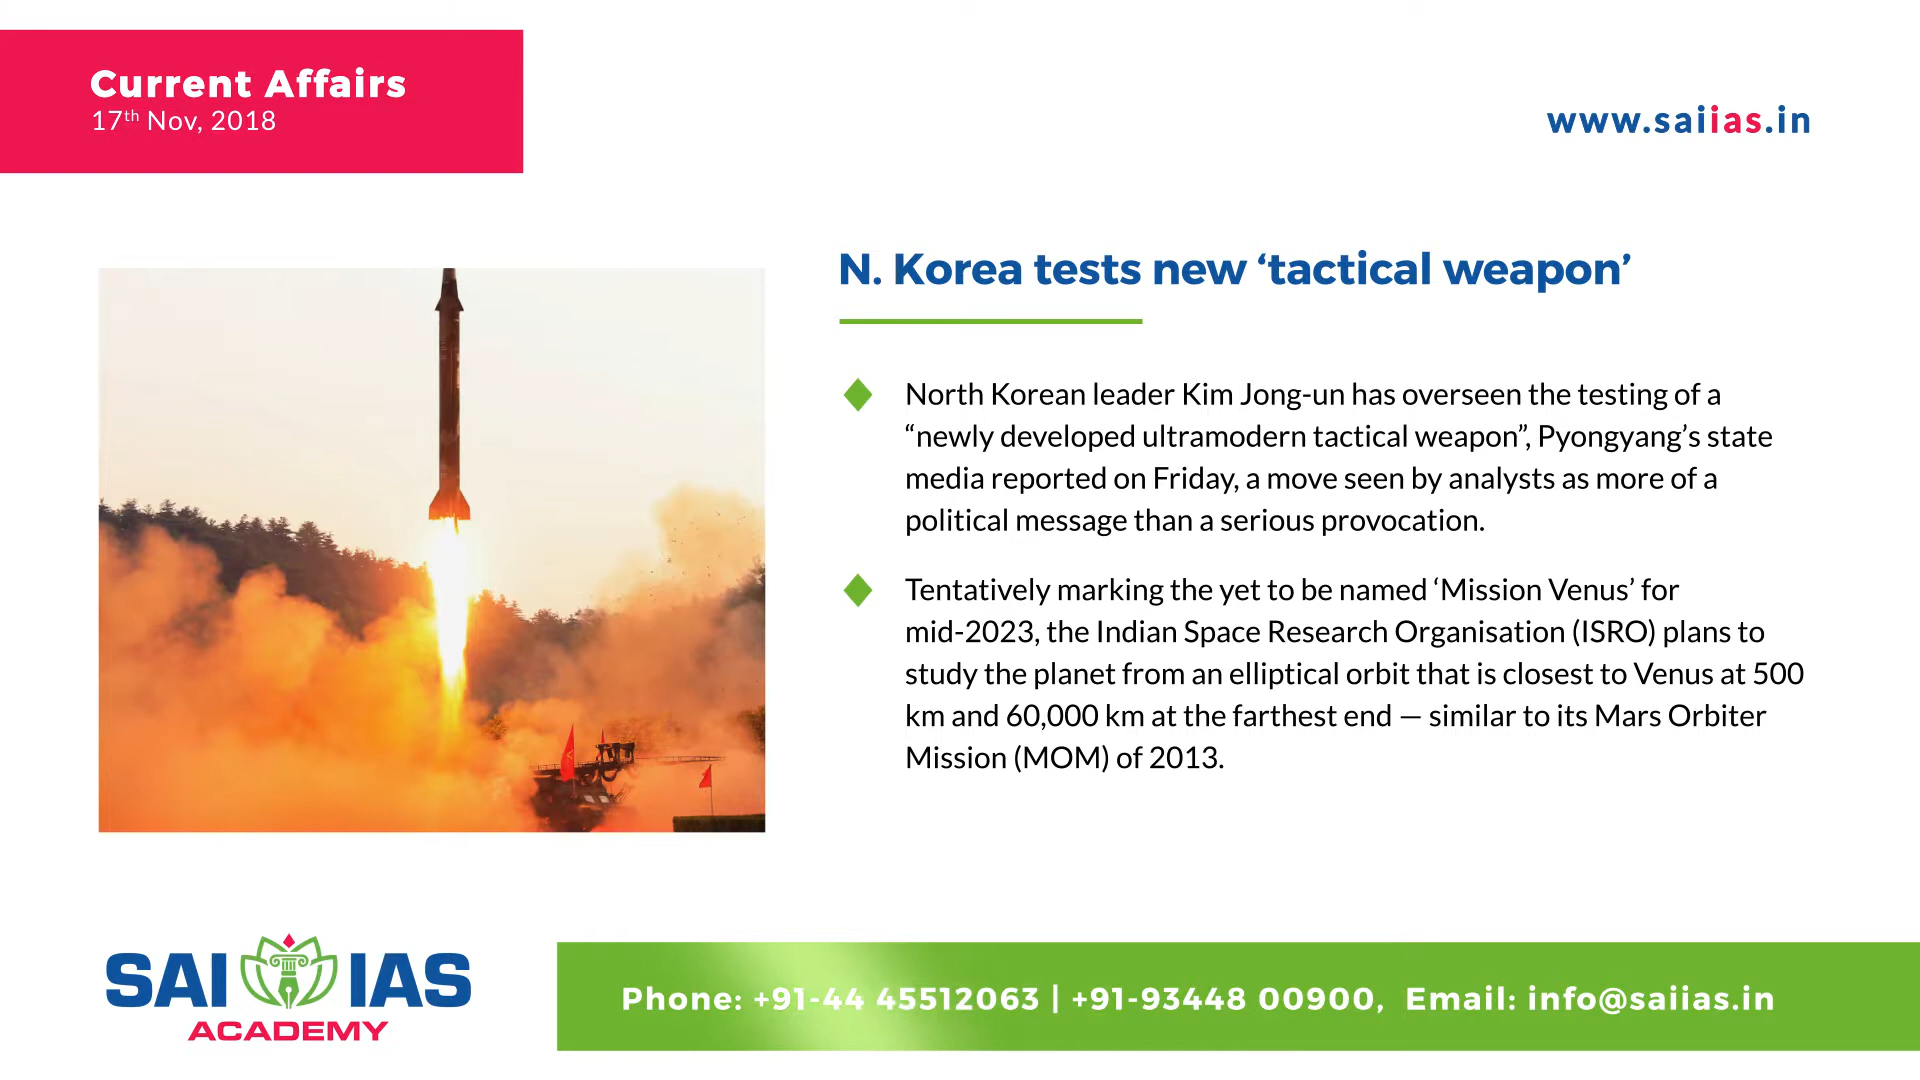 Current Affairs
17th Nov, 2018
www.saiias.in
N. Korea tests new ‘tactical weapon’
North Korean leader Kim Jong-un has overseen the testing of a
“newly developed ultramodern tactical weapon”, Pyongyang’s state
media reported on Friday, a move seen by analysts as more of a
political message than a serious provocation.
Tentatively marking the yet to be named ‘Mission Venus’ for
mid-2023, the Indian Space Research Organisation (ISRO) plans to
study the planet from an elliptical orbit that is closest to Venus at 500
km and 60,000 km at the farthest end — similar to its Mars Orbiter
Mission (MOM) of 2013.
SAI IAS
ACADEMY
Phone: +91-44 45512063 | +91-93448 00900, Email: info@saiias.in